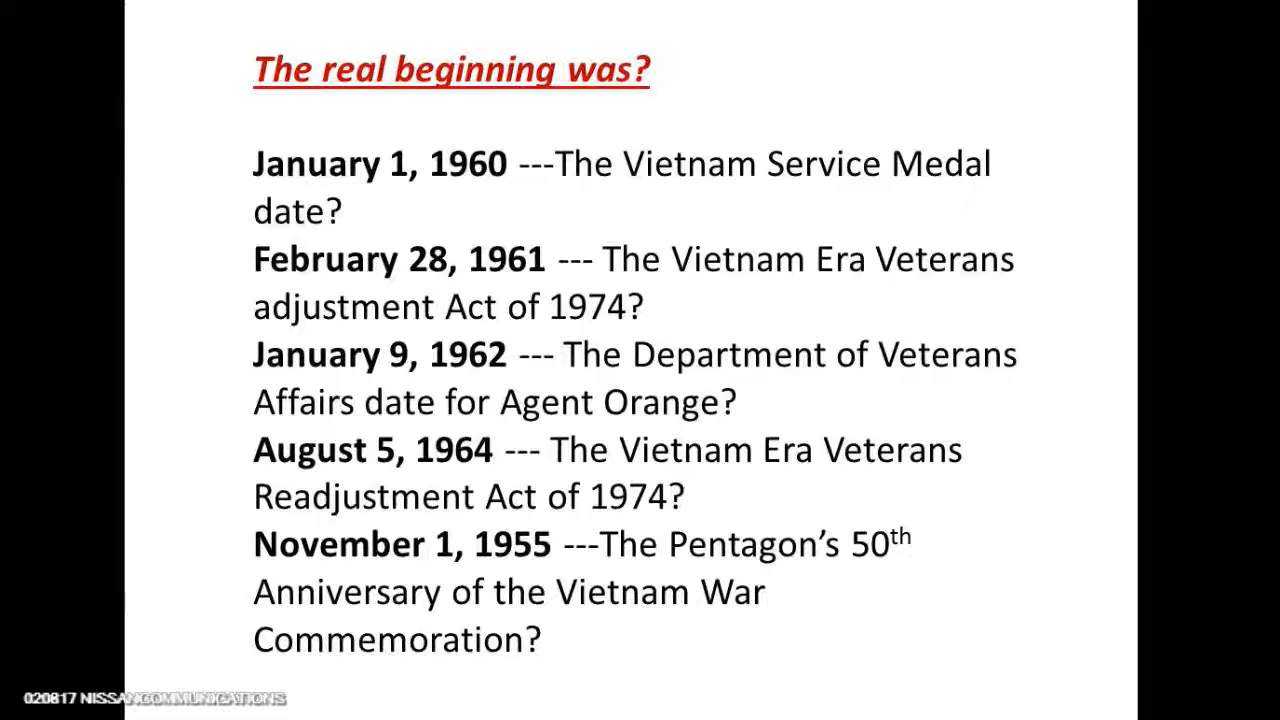 The real beginning was?
January 1, 1960 ---The Vietnam Service Medal
date?
February 28, 1961 --- The Vietnam Era Veterans
adjustment Act of 1974?
January 9, 1962 --- The Department of Veterans
Affairs date for Agent Orange?
August 5, 1964 --- The Vietnam Era Veterans
Readjustment Act of 1974?
November 1, 1955 ---The Pentagon’s 50th
Anniversary of the Vietnam War
Commemoration?
020817 NISSANCOMMUNICATIONS